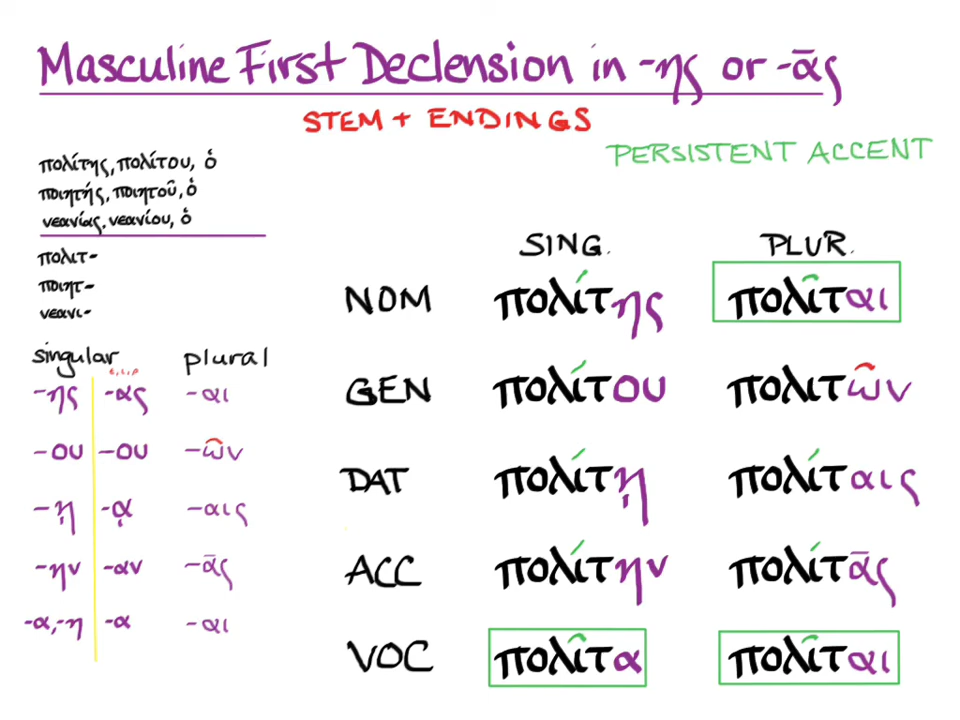 Masculine First Declension in -ης or -ᾱς
STEM + ENDINGS
PERSISTENT ACCENT
πολίτης, πολίτου, ὁ
ποιητής, ποιητοῦ, ὁ
νεανίας, νεανίου, ὁ
πολιτ-
ποιητ-
νεανι-
singular plural
ε, ι, ρ
-ης -ας -αι
-ου -ου -ῶν
-ῃ -ᾳ -αις
-ην -αν -ᾱς
-α, -η -α -αι
SING. PLUR.
NOM πολίτης πολῖται
GEN πολίτου πολιτῶν
DAT πολίτῃ πολίταις
ACC πολίτην πολίτᾱς
VOC πολῖτα πολῖται